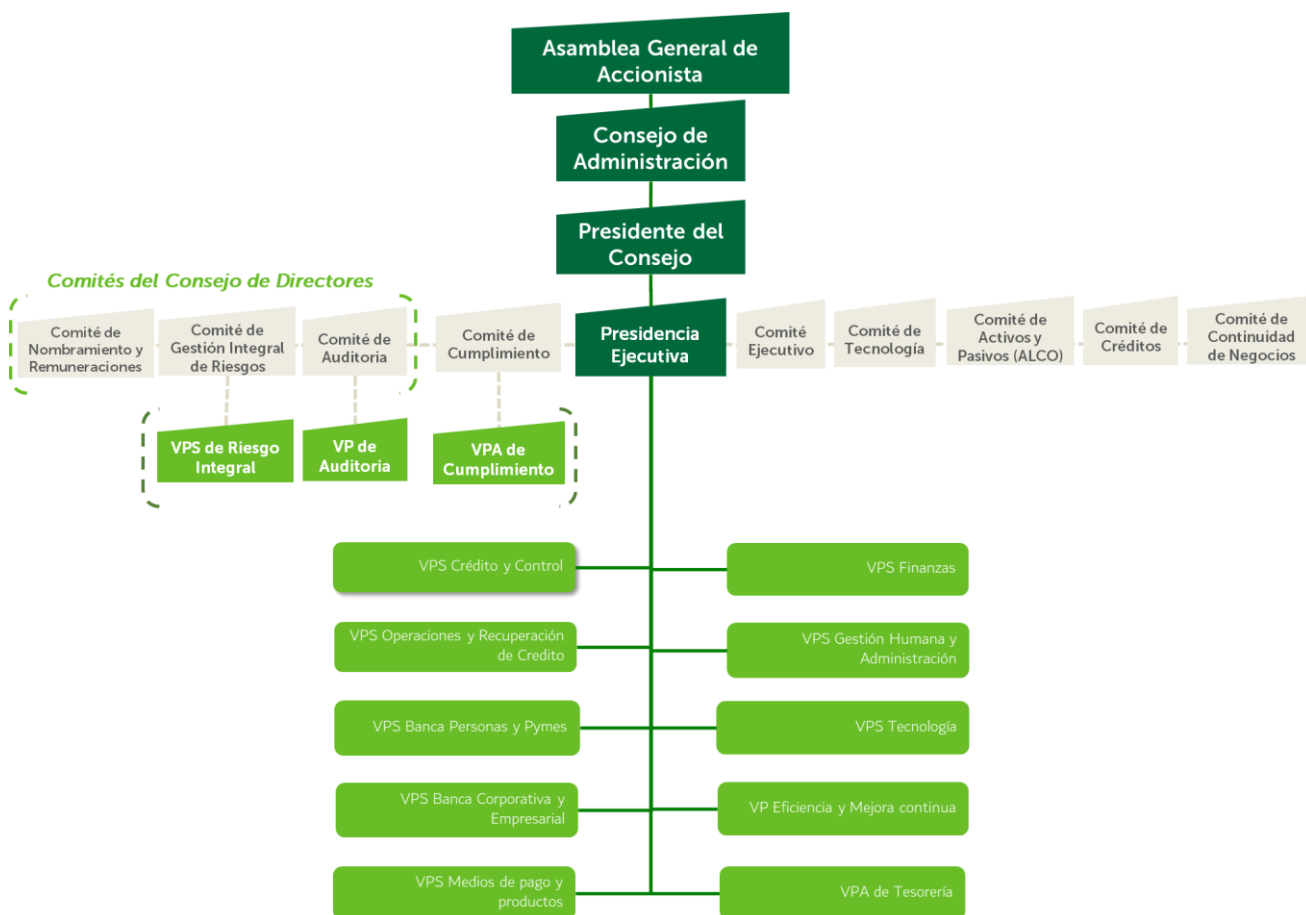 Asamblea General de
Accionista
Consejo de
Administración
Presidente del
Consejo
Comités del Consejo de Directores
Comité de
Nombramiento y
Remuneraciones
Comité de
Gestión Integral
de Riesgos
Comité de
Auditoria
Comité de
Cumplimiento
Presidencia
Ejecutiva
Comité
Ejecutivo
Comité de
Tecnología
Comité de
Activos y
Pasivos (ALCO)
Comité de
Créditos
Comité de
Continuidad
de Negocios
VPS de Riesgo
Integral
VP de
Auditoria
VPA de
Cumplimiento
VPS Crédito y Control
VPS Finanzas
VPS Operaciones y Recuperación
de Credito
VPS Gestión Humana y
Administración
VPS Banca Personas y Pymes
VPS Tecnología
VPS Banca Corporativa y
Empresarial
VP Eficiencia y Mejora continua
VPS Medios de pago y
productos
VPA de Tesorería